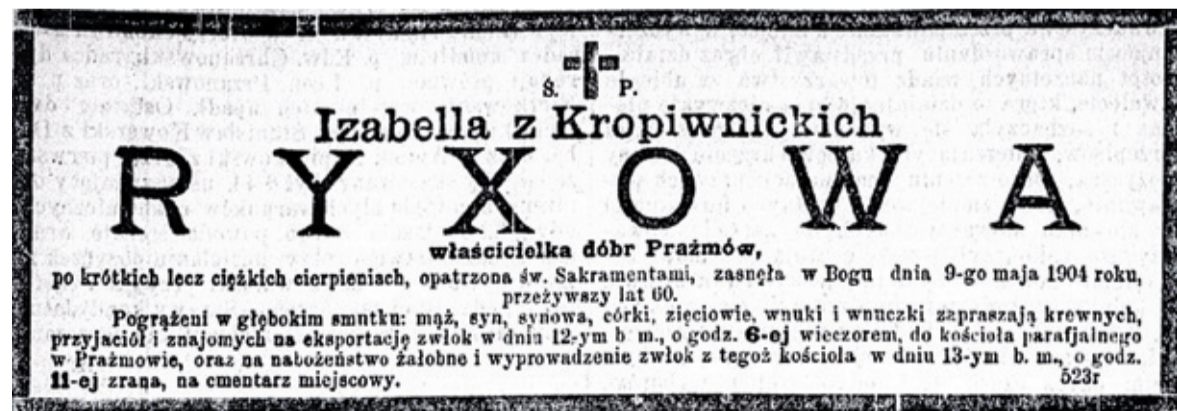 Ś. P.
Izabella z Kropiwnickich
RYXOWA
właścicielka dóbr Prażmów,
po krótkich lecz ciężkich cierpieniach, opatrzona św. Sakramentami, zasnęła w Bogu dnia 9-go maja 1904 roku,
przeżywszy lat 60.
Pogrążeni w głębokim smutku: mąż, syn, synowa, córki, zięciowie, wnuki i wnuczki zapraszają krewnych,
przyjaciół i znajomych na eksportację zwłok w dniu 12-ym b m., o godz. 6-ej wieczorem, do kościoła parafjalnego
w Prażmowie, oraz na nabożeństwo żałobne i wyprowadzenie zwłok z tegoż kościoła w dniu 13-ym b. m., o godz.
11-ej zrana, na cmentarz miejscowy.
523r